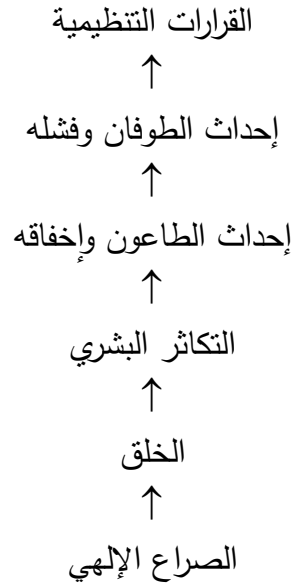 القرارات التنظيمية
↑
إحداث الطوفان وفشله
↑
إحداث الطاعون وإخفاقه
↑
التكاثر البشري
↑
الخلق
↑
الصراع الإلهي